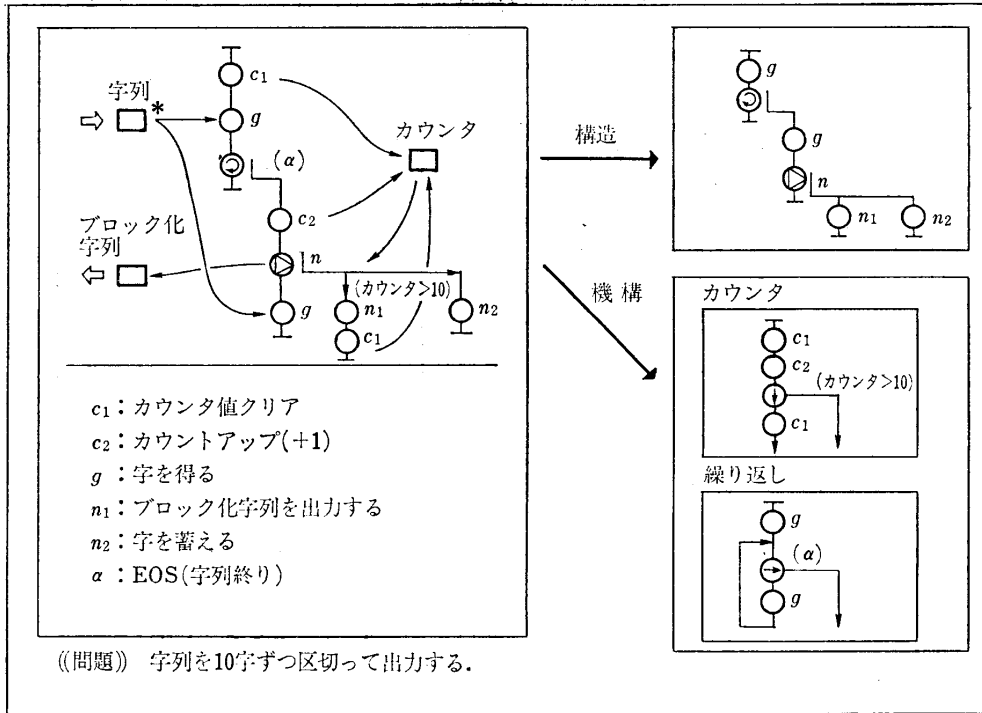 c₁
字列
*
g
カウンタ
(α)
c₂
ブロック化
字列
n
(カウンタ>10)
g
n₁
n₂
c₁
c₁：カウンタ値クリア
c₂：カウントアップ(+1)
g：字を得る
n₁：ブロック化字列を出力する
n₂：字を蓄える
α：EOS(字列終り)
構造
機構
g
g
n
n₁
n₂
カウンタ
c₁
c₂
(カウンタ>10)
c₁
繰り返し
g
(α)
g
《問題》 字列を10字ずつ区切って出力する.